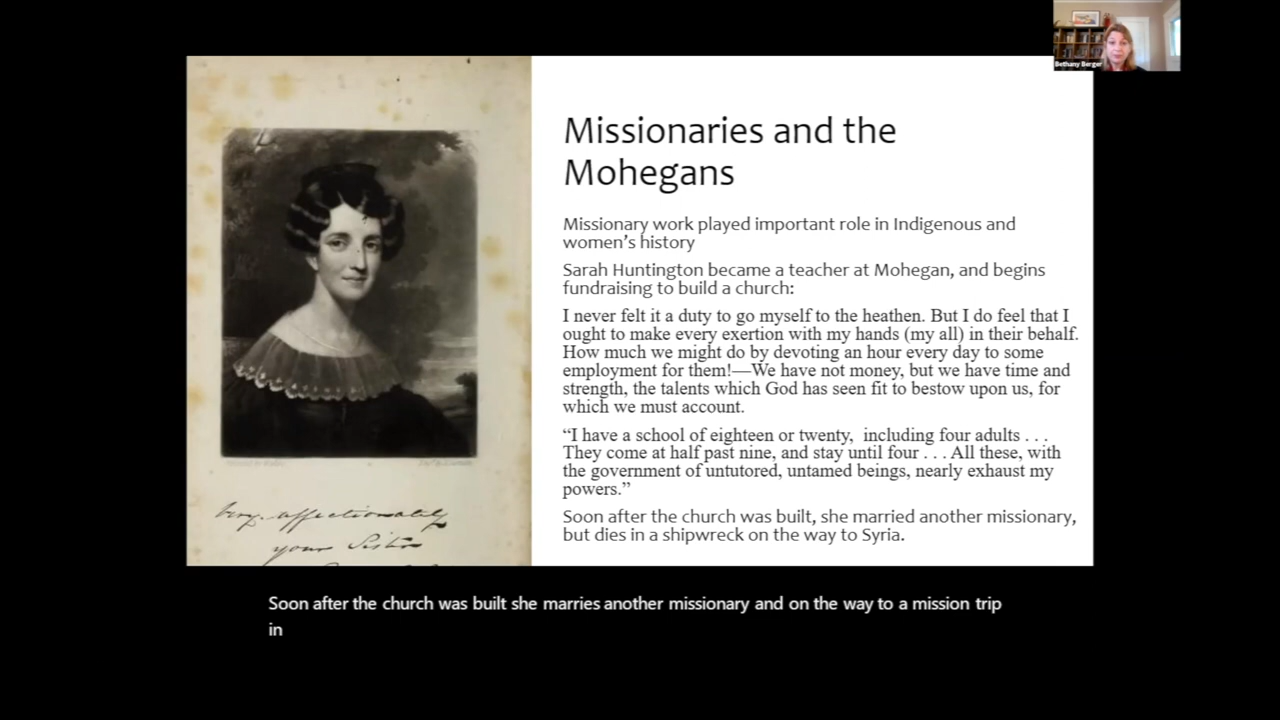 Bethany Berger
Missionaries and the
Mohegans
Missionary work played important role in Indigenous and
women's history
Sarah Huntington became a teacher at Mohegan, and begins
fundraising to build a church:
I never felt it a duty to go myself to the heathen. But I do feel that I
ought to make every exertion with my hands (my all) in their behalf.
How much we might do by devoting an hour every day to some
employment for them!—We have not money, but we have time and
strength, the talents which God has seen fit to bestow upon us, for
which we must account.
“I have a school of eighteen or twenty,  including four adults . . .
They come at half past nine, and stay until four . . . All these, with
the government of untutored, untamed beings, nearly exhaust my
powers.”
Soon after the church was built, she married another missionary,
but dies in a shipwreck on the way to Syria.
affectionately
your Sister
Soon after the church was built she marries another missionary and on the way to a mission trip
in